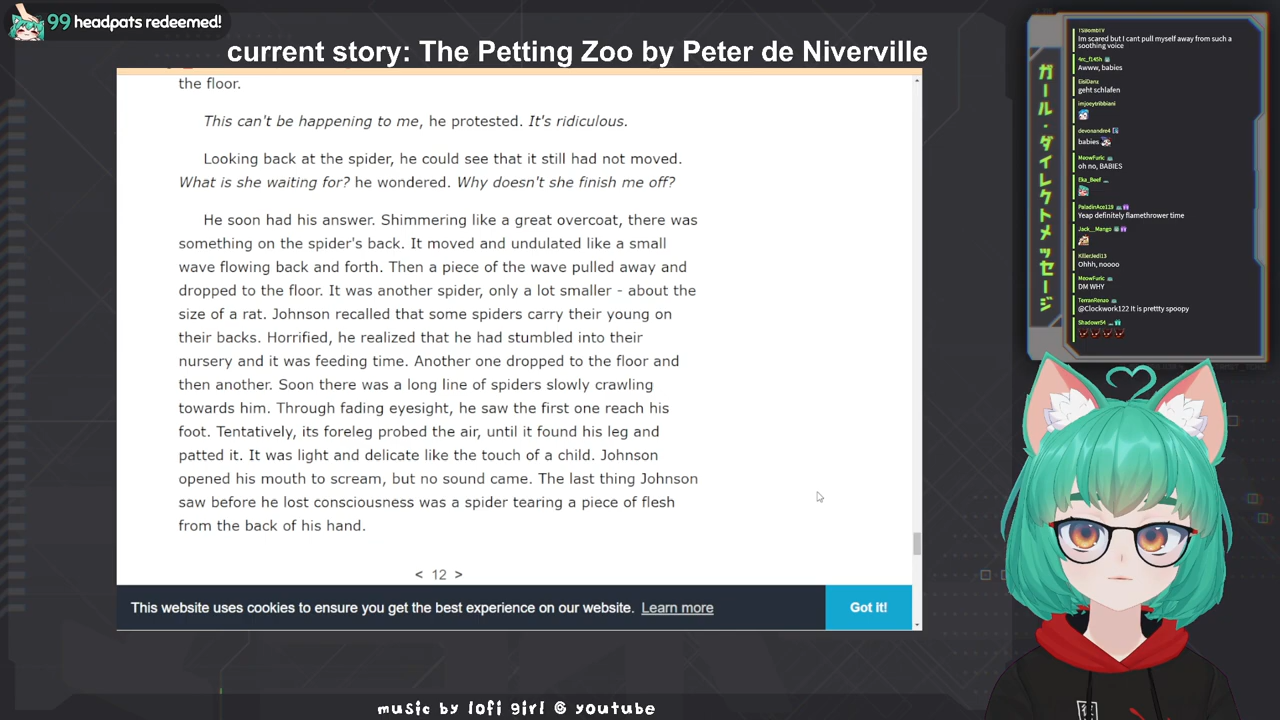 99 headpats redeemed!
current story: The Petting Zoo by Peter de Niverville
the floor.
This can't be happening to me, he protested. It's ridiculous.
Looking back at the spider, he could see that it still had not moved.
What is she waiting for? he wondered. Why doesn't she finish me off?
He soon had his answer. Shimmering like a great overcoat, there was
something on the spider's back. It moved and undulated like a small
wave flowing back and forth. Then a piece of the wave pulled away and
dropped to the floor. It was another spider, only a lot smaller - about the
size of a rat. Johnson recalled that some spiders carry their young on
their backs. Horrified, he realized that he had stumbled into their
nursery and it was feeding time. Another one dropped to the floor and
then another. Soon there was a long line of spiders slowly crawling
towards him. Through fading eyesight, he saw the first one reach his
foot. Tentatively, its foreleg probed the air, until it found his leg and
patted it. It was light and delicate like the touch of a child. Johnson
opened his mouth to scream, but no sound came. The last thing Johnson
saw before he lost consciousness was a spider tearing a piece of flesh
from the back of his hand.
< 12 >
This website uses cookies to ensure you get the best experience on our website. Learn more
Got it!
music by lofi girl @ youtube
ガール・ダイレクトメッセージ
Im scared but I cant pull myself away from such a
soothing voice
4rc_f145h
Awww, babies
EisiDanz
geht schlafen
imjoeytribbiani
devonandre4
babies
MeowFuric
oh no, BABIES
Eka_Beef
PaladinAce128
Yeap definitely flamethrower time
Jack__Mango
KillerJedi13
Ohhh, noooo
MeowFuric
DM WHY
TerranRenzo
@Clockwork122 It is prettty spoopy
Shadow54